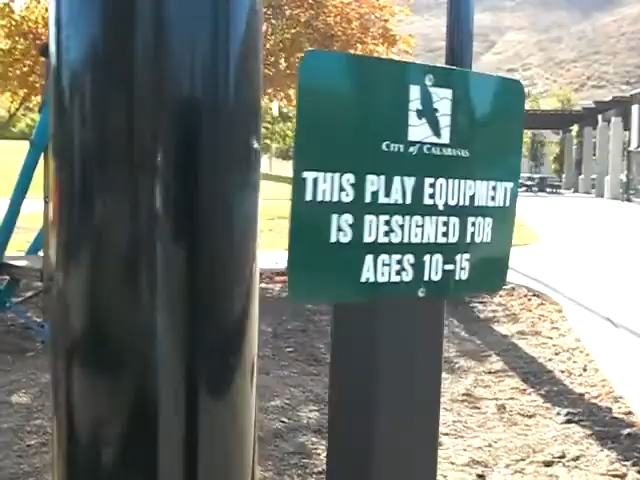 CITY of CALABASAS
THIS PLAY EQUIPMENT
IS DESIGNED FOR
AGES 10-15